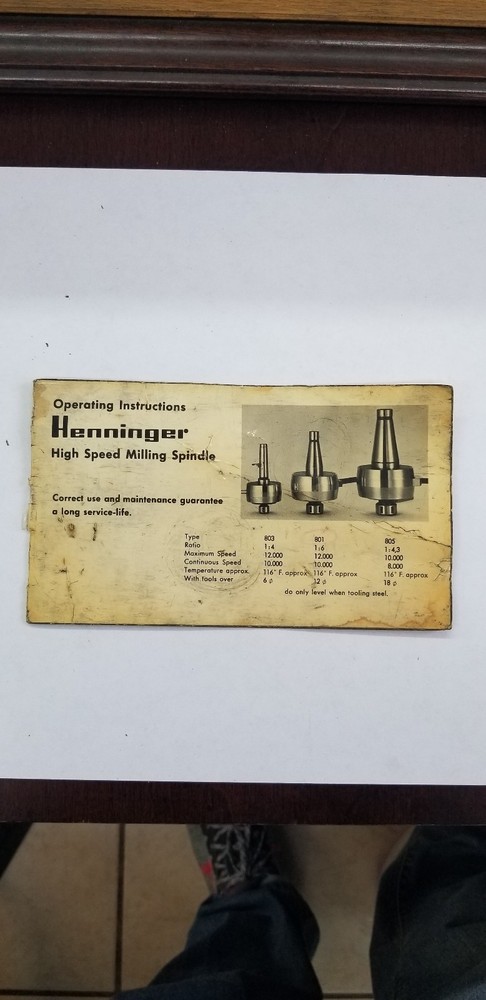 Operating Instructions
Henninger
High Speed Milling Spindle
Correct use and maintenance guarantee
a long service-life.
Type 803 801 805
Ratio 1:4 1:6 1:4,3
Maximum Speed 12.000 12.000 10.000
Continuous Speed 10.000 10.000 8.000
Temperature approx. 116° F. approx 116° F. approx 116° F. approx
With tools over 6 ø 12 ø 18 ø
do only level when tooling steel.